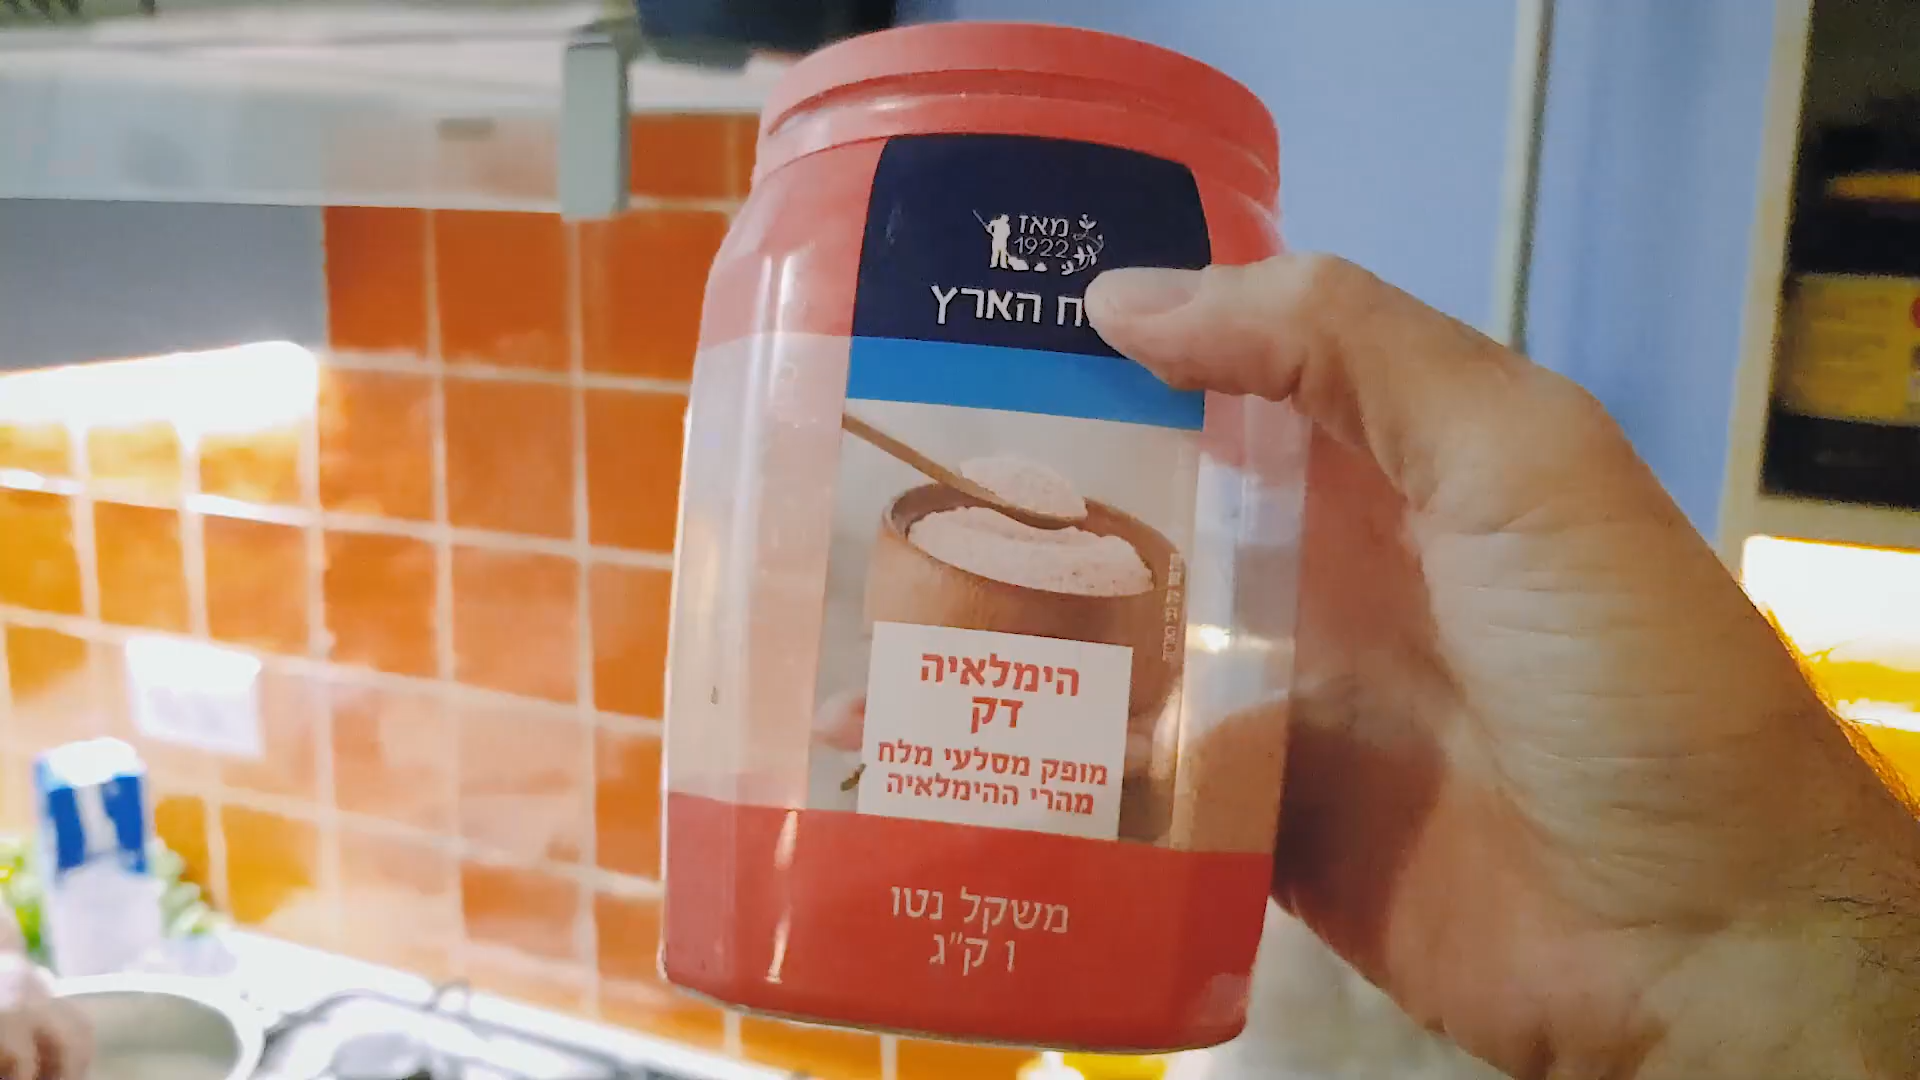 מאז
1922
ח הארץ
הימלאיה
דק
מופק מסלעי מלח
מהרי ההימלאיה
משקל נטו
1 ק"ג